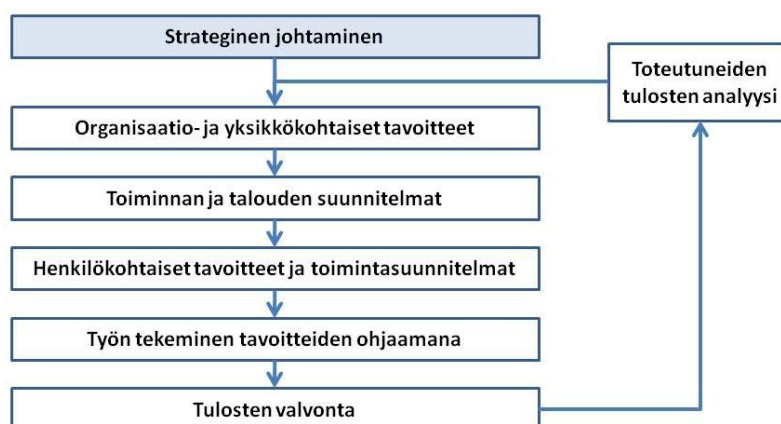 Strateginen johtaminen
Toteutuneiden
tulosten analyysi
Organisaatio- ja yksikkökohtaiset tavoitteet
Toiminnan ja talouden suunnitelmat
Henkilökohtaiset tavoitteet ja toimintasuunnitelmat
Työn tekeminen tavoitteiden ohjaamana
Tulosten valvonta